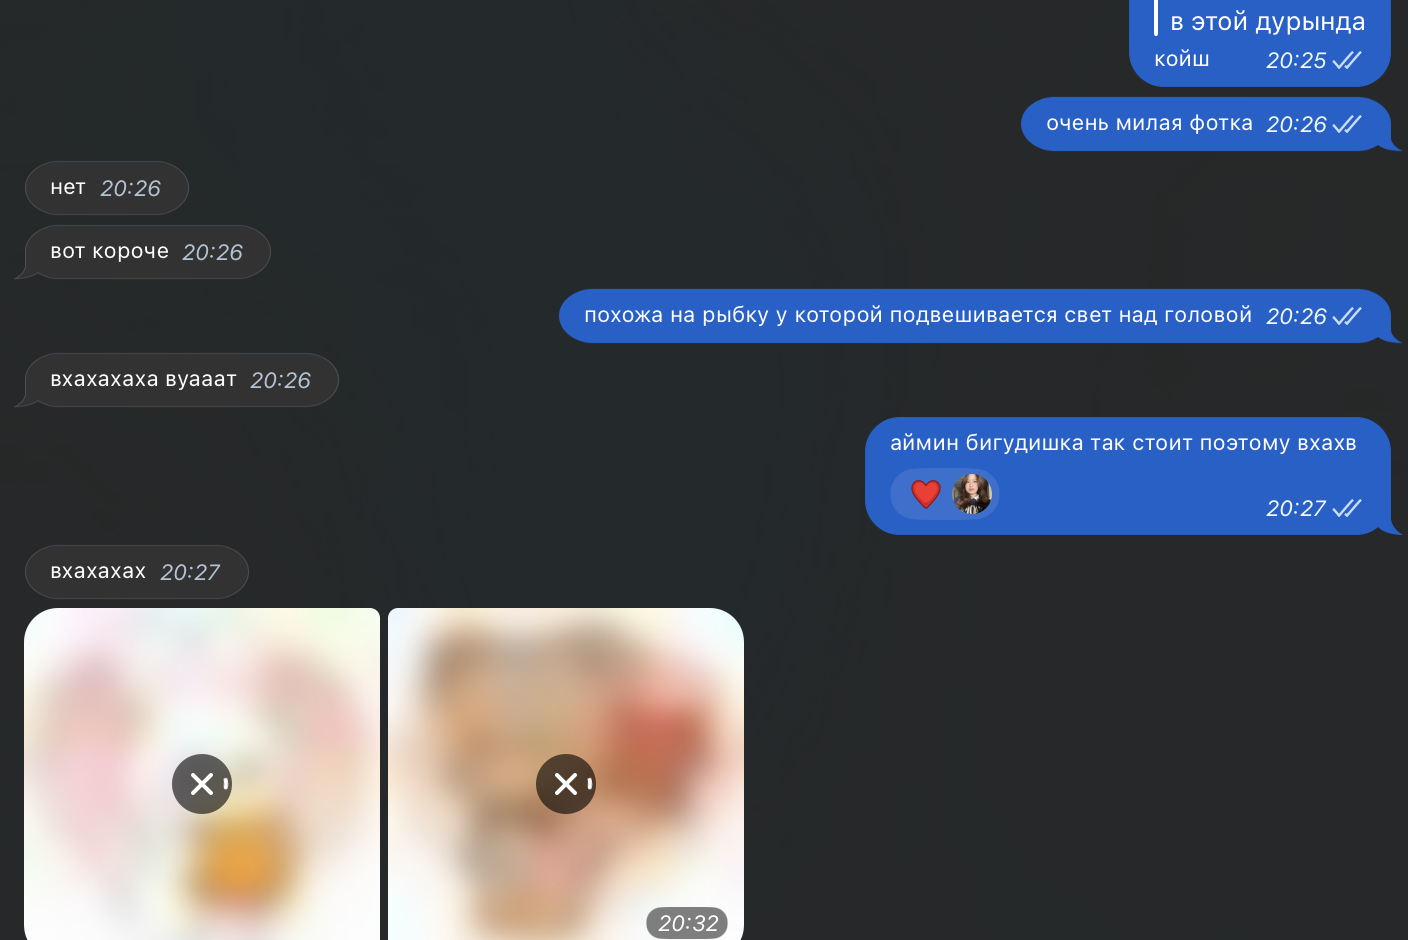 в этой дурында
койш 20:25
очень милая фотка 20:26
нет 20:26
вот короче 20:26
похожа на рыбку у которой подвешивается свет над головой 20:26
вхахахаха вуааат 20:26
аймин бигудишка так стоит поэтому вхахв
20:27
вхахахах 20:27
20:32